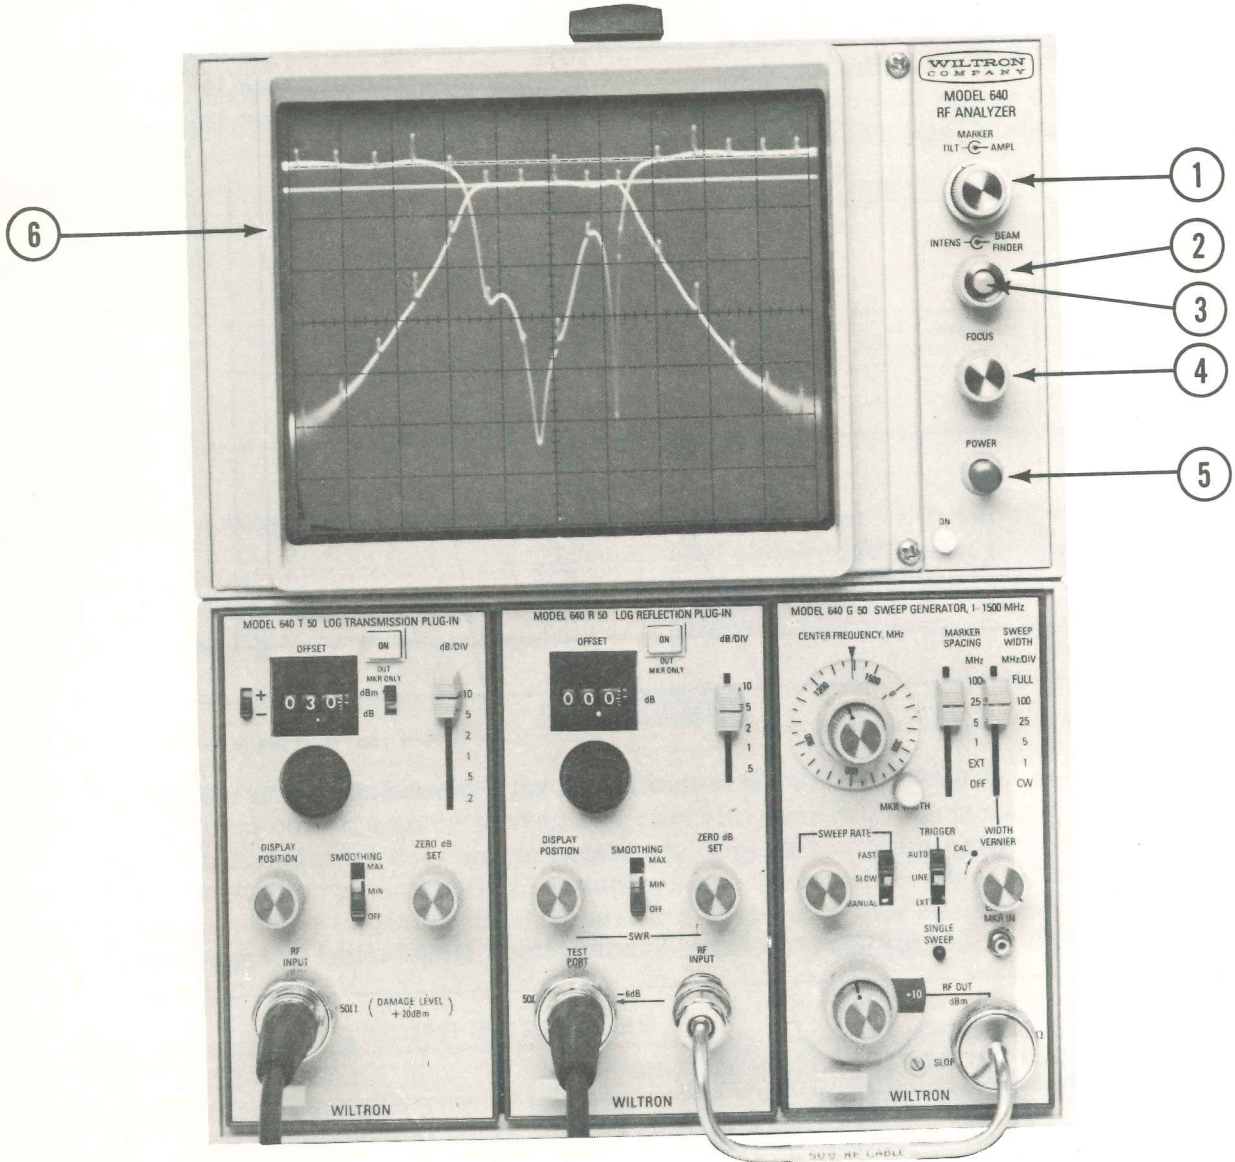 WILTRON
COMPANY
MODEL 640
RF ANALYZER
MARKER
TILT AMPL
1
INTENS BEAM FINDER
2
3
FOCUS
4
POWER
5
ON
6
MODEL 640 T 50 LOG TRANSMISSION PLUG-IN
OFFSET
ON
OUT
MKR ONLY
dB/DIV
+
−
0 3 0
dBm
dB
10
5
2
1
.5
.2
DISPLAY
POSITION
SMOOTHING
MAX
MIN
OFF
ZERO dB
SET
RF
INPUT
50Ω
( DAMAGE LEVEL
+20dBm )
WILTRON
MODEL 640 R 50 LOG REFLECTION PLUG-IN
OFFSET
ON
OUT
MKR ONLY
dB/DIV
0 0 0
dB
10
5
2
1
.5
DISPLAY
POSITION
SMOOTHING
MAX
MIN
OFF
ZERO dB
SET
SWR
TEST
PORT
RF
INPUT
50Ω
−6dB
WILTRON
MODEL 640 G 50 SWEEP GENERATOR, 1–1500 MHz
CENTER FREQUENCY, MHz
MARKER
SPACING
SWEEP
WIDTH
MHz
100
25
5
1
EXT
OFF
MHz/DIV
FULL
100
25
5
1
CW
1200
1500
0
MKR WIDTH
SWEEP RATE
FAST
SLOW
MANUAL
TRIGGER
AUTO
LINE
EXT
SINGLE
SWEEP
WIDTH
VERNIER
CAL
MKR IN
+10
RF OUT
dBm
Ω
SLOP
WILTRON
50Ω RF CABLE